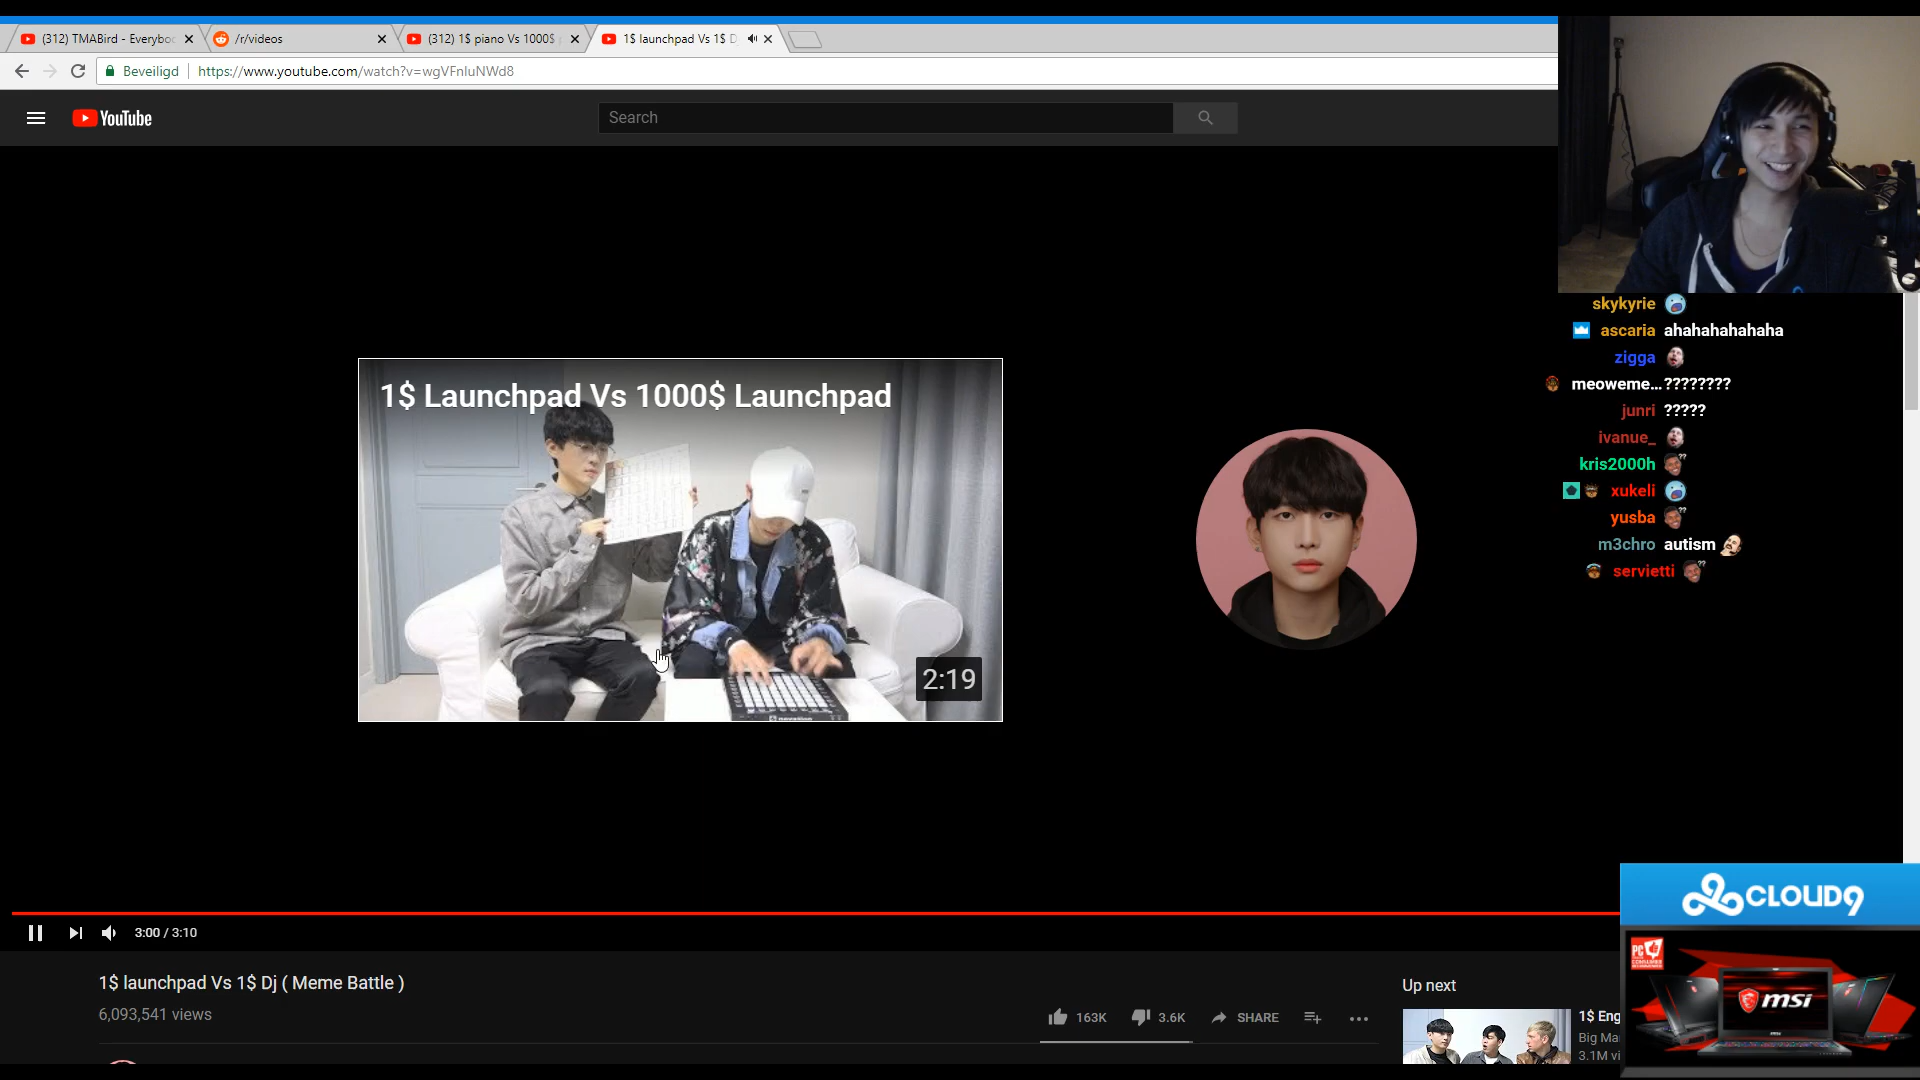 (312) TMABird - Everyboc
/r/videos
(312) 1$ piano Vs 1000$ p
1$ launchpad Vs 1$ D
Beveiligd
https://www.youtube.com/watch?v=wgVFnluNWd8
YouTube
Search
1$ Launchpad Vs 1000$ Launchpad
2:19
skykyrie
ascaria ahahahahahaha
zigga
meoweme...????????
junri ?????
ivanue_
kris2000h ??
xukeli
yusba ??
m3chro autism
servietti ??
CLOUD9
3:00 / 3:10
1$ launchpad Vs 1$ Dj ( Meme Battle )
6,093,541 views
163K
3.6K
SHARE
Up next
1$ Eng
Big Ma
3.1M vi
PC
msi